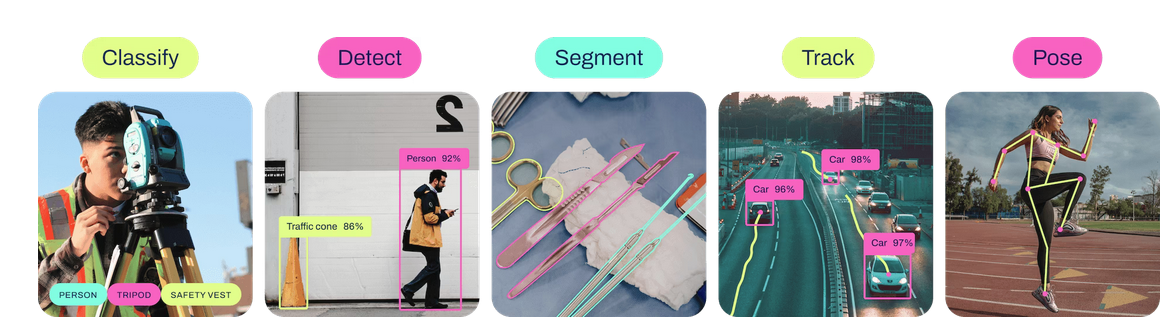 Classify
Detect
Segment
Track
Pose
PERSON
TRIPOD
SAFETY VEST
2
Person 92%
Traffic cone 86%
Car 98%
Car 96%
Car 97%